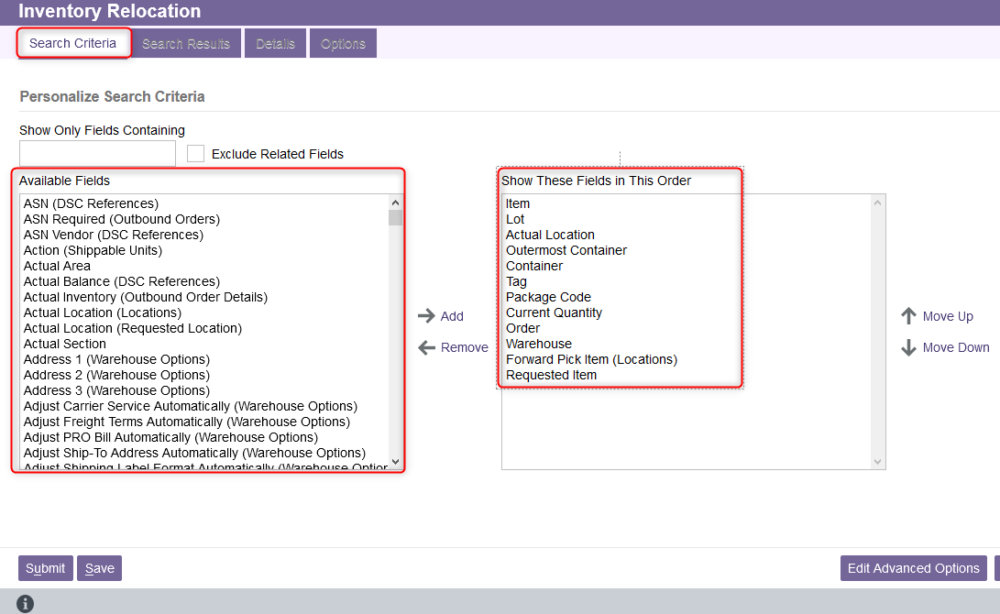 Inventory Relocation
Search Criteria
Search Results
Details
Options
Personalize Search Criteria
Show Only Fields Containing
Exclude Related Fields
Available Fields
ASN (DSC References)
ASN Required (Outbound Orders)
ASN Vendor (DSC References)
Action (Shippable Units)
Actual Area
Actual Balance (DSC References)
Actual Inventory (Outbound Order Details)
Actual Location (Locations)
Actual Location (Requested Location)
Actual Section
Address 1 (Warehouse Options)
Address 2 (Warehouse Options)
Address 3 (Warehouse Options)
Adjust Carrier Service Automatically (Warehouse Options)
Adjust Freight Terms Automatically (Warehouse Options)
Adjust PRO Bill Automatically (Warehouse Options)
Adjust Ship-To Address Automatically (Warehouse Options)
Adjust Shipping Label Format Automatically (Warehouse Option
Add
Remove
Show These Fields in This Order
Item
Lot
Actual Location
Outermost Container
Container
Tag
Package Code
Current Quantity
Order
Warehouse
Forward Pick Item (Locations)
Requested Item
Move Up
Move Down
Submit
Save
Edit Advanced Options